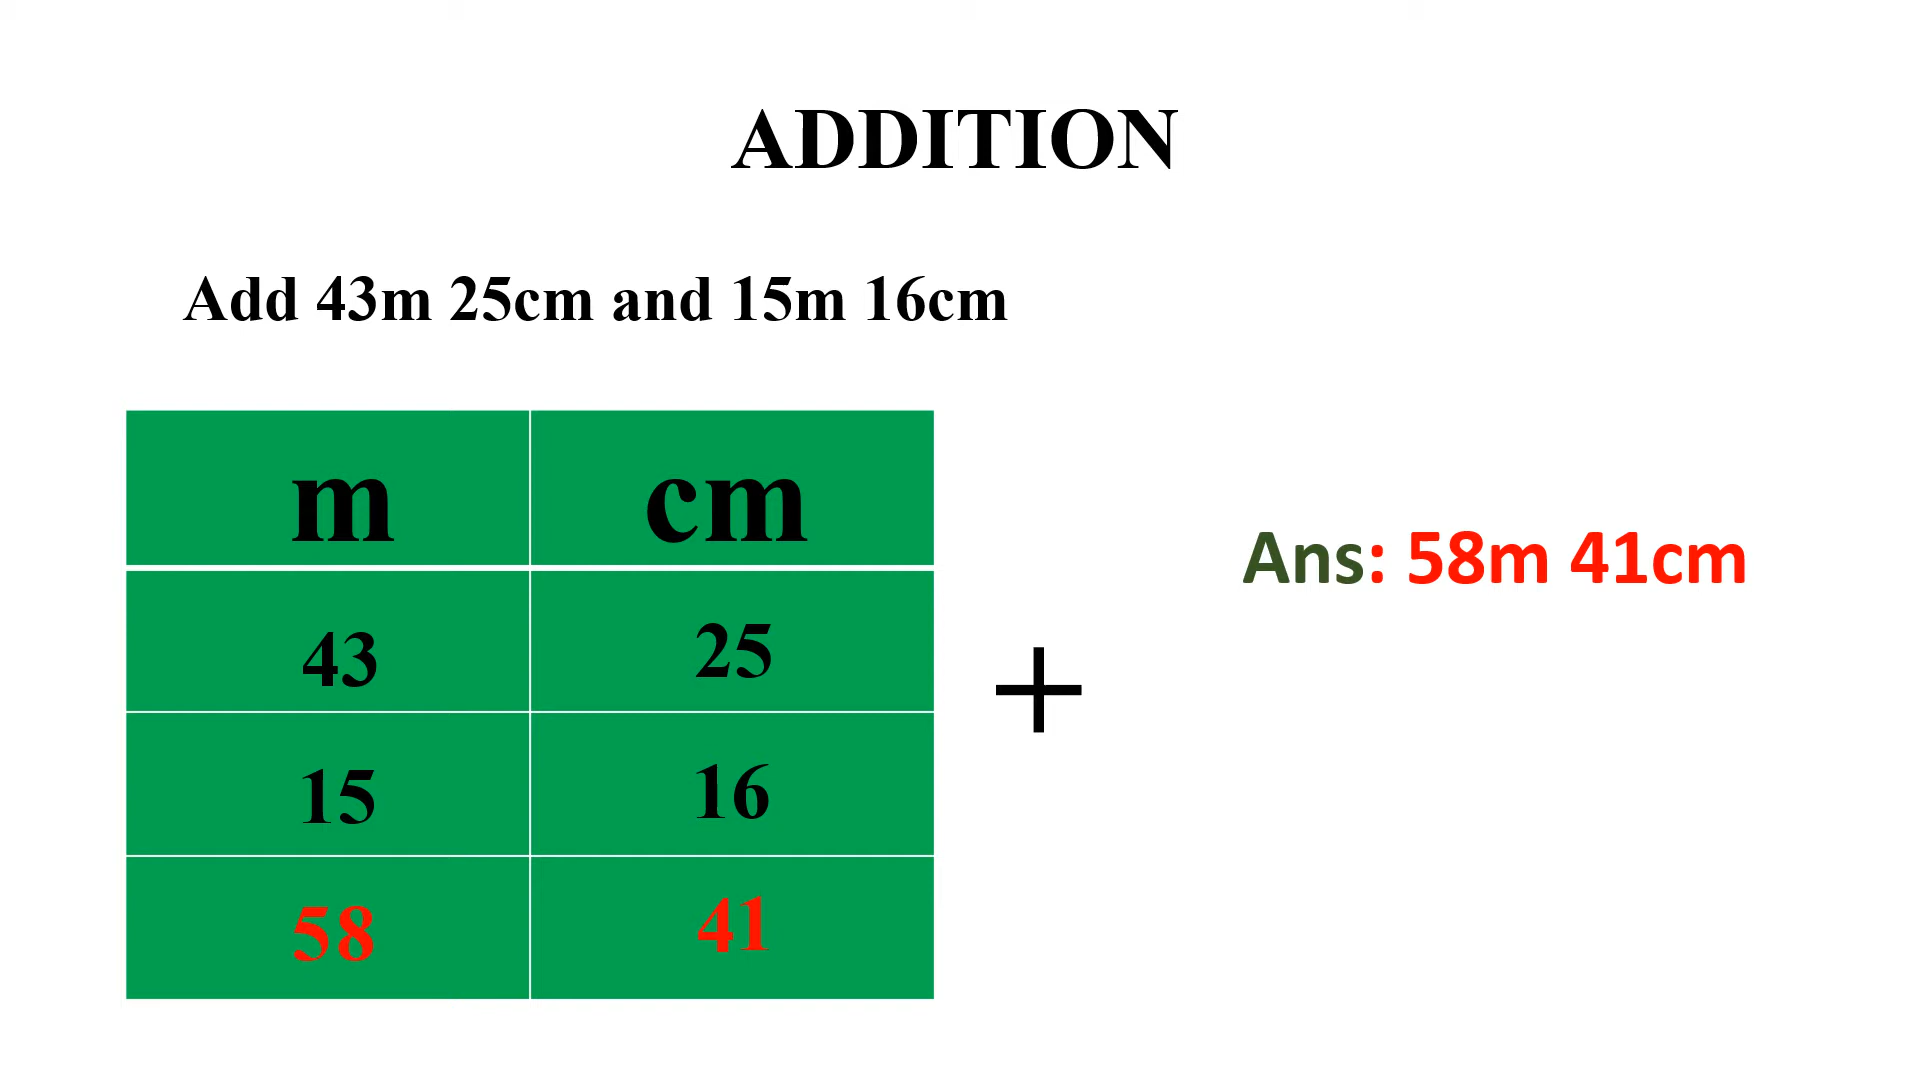 ADDITION
Add 43m 25cm and 15m 16cm
m cm
43 25
15 16
+
58 41
Ans: 58m 41cm